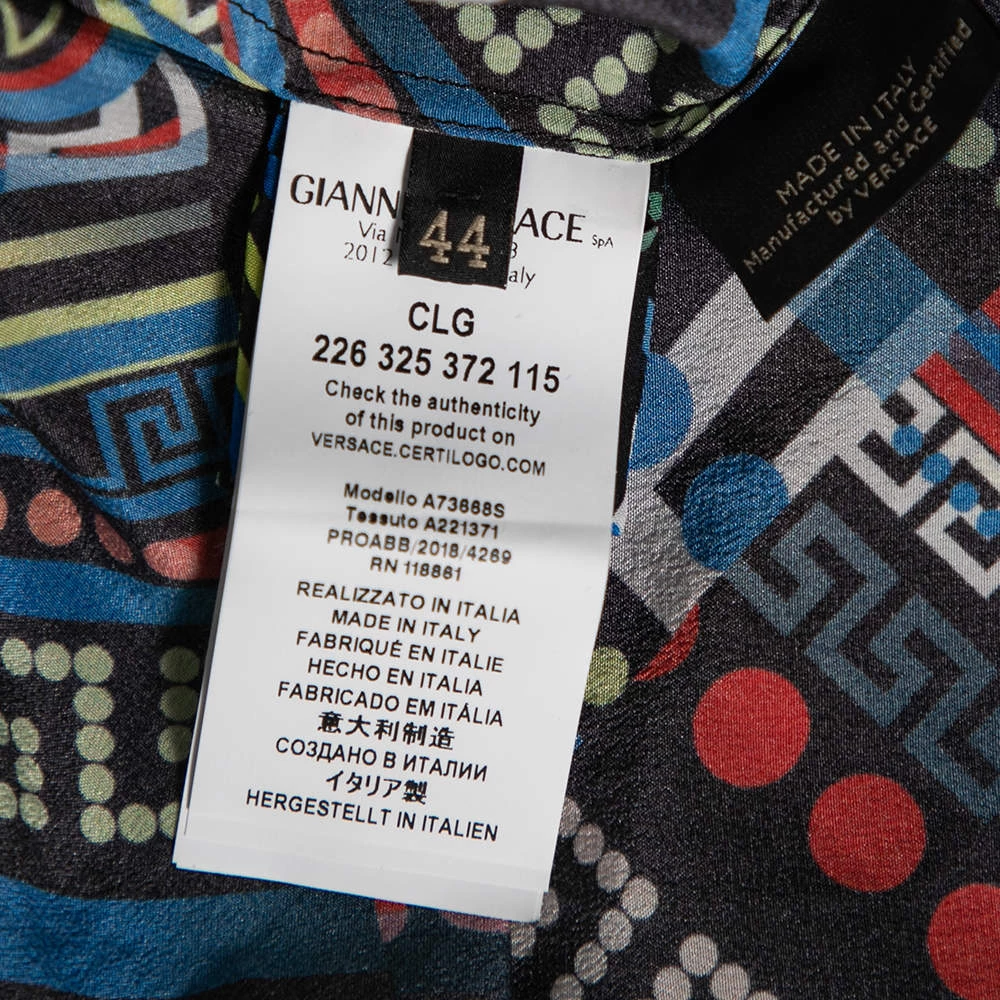 MADE IN ITALY
Manufactured and Certified
by VERSACE
GIANN ACE SpA
44
Via
2012 aly
CLG
226 325 372 115
Check the authenticity
of this product on
VERSACE.CERTILOGO.COM
Modello A73668S
Tessuto A221371
PROABB/2018/4269
RN 118861
REALIZZATO IN ITALIA
MADE IN ITALY
FABRIQUÉ EN ITALIE
HECHO EN ITALIA
FABRICADO EM ITÁLIA
意大利制造
СОЗДАНО В ИТАЛИИ
イタリア製
HERGESTELLT IN ITALIEN